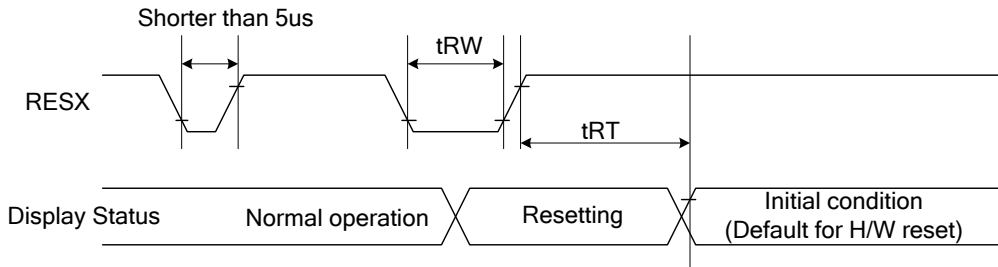 Shorter than 5us
tRW
RESX
tRT
Display Status
Normal operation
Resetting
Initial condition
(Default for H/W reset)